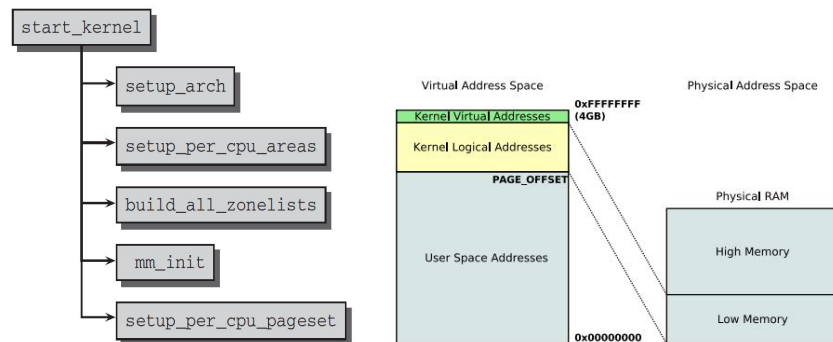 start_kernel
setup_arch
setup_per_cpu_areas
build_all_zonelists
mm_init
setup_per_cpu_pageset
Virtual Address Space
Physical Address Space
0xFFFFFFFF
(4GB)
Kernel Virtual Addresses
Kernel Logical Addresses
PAGE_OFFSET
User Space Addresses
0x00000000
Physical RAM
High Memory
Low Memory